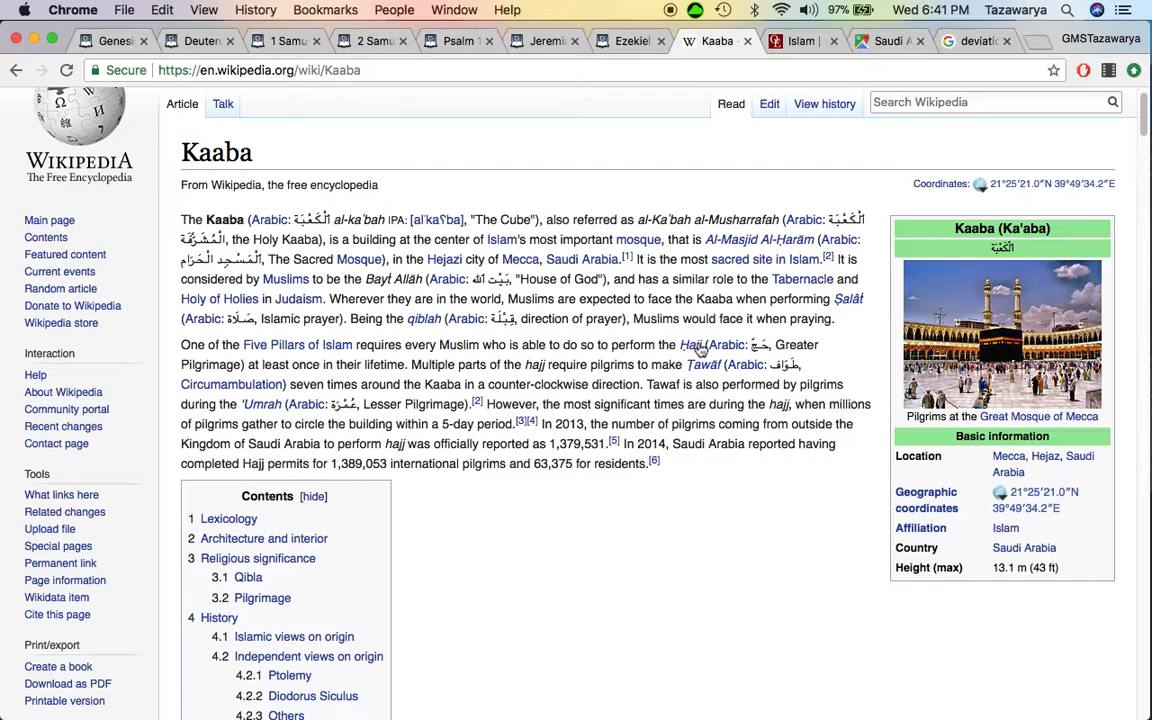 Chrome File Edit View History Bookmarks People Window Help 97% Wed 6:41 PM Tazawarya
Genesi Deutero 1 Samu 2 Samu Psalm 1 Jeremi Ezekiel Kaaba - Islam | Saudi A deviatio GMSTazawarya
Secure https://en.wikipedia.org/wiki/Kaaba
Article Talk Read Edit View history Search Wikipedia
WIKIPEDIA
The Free Encyclopedia
Main page
Contents
Featured content
Current events
Random article
Donate to Wikipedia
Wikipedia store
Interaction
Help
About Wikipedia
Community portal
Recent changes
Contact page
Tools
What links here
Related changes
Upload file
Special pages
Permanent link
Page information
Wikidata item
Cite this page
Print/export
Create a book
Download as PDF
Printable version
Kaaba
From Wikipedia, the free encyclopedia
Coordinates: 21°25′21.0″N 39°49′34.2″E
The Kaaba (Arabic: ٱلْكَعْبَة al-kaʿbah IPA: [alˈkaʕba], "The Cube"), also referred as al-Kaʿbah al-Musharrafah (Arabic: ٱلْكَعْبَة
ٱلْمُشَرَّفَة, the Holy Kaaba), is a building at the center of Islam's most important mosque, that is Al-Masjid Al-Ḥarām (Arabic:
ٱلْمَسْجِد ٱلْحَرَام, The Sacred Mosque), in the Hejazi city of Mecca, Saudi Arabia.[1] It is the most sacred site in Islam.[2] It is
considered by Muslims to be the Bayṫ Allāh (Arabic: بَيْت ٱلله, "House of God"), and has a similar role to the Tabernacle and
Holy of Holies in Judaism. Wherever they are in the world, Muslims are expected to face the Kaaba when performing Ṣalâṫ
(Arabic: صَلَاة, Islamic prayer). Being the qiblah (Arabic: قِبْلَة, direction of prayer), Muslims would face it when praying.
One of the Five Pillars of Islam requires every Muslim who is able to do so to perform the Ḥajj (Arabic: حَجّ, Greater
Pilgrimage) at least once in their lifetime. Multiple parts of the hajj require pilgrims to make Ṭawāf (Arabic: طَوَاف,
Circumambulation) seven times around the Kaaba in a counter-clockwise direction. Tawaf is also performed by pilgrims
during the ʿUmrah (Arabic: عُمْرَة, Lesser Pilgrimage).[2] However, the most significant times are during the hajj, when millions
of pilgrims gather to circle the building within a 5-day period.[3][4] In 2013, the number of pilgrims coming from outside the
Kingdom of Saudi Arabia to perform hajj was officially reported as 1,379,531.[5] In 2014, Saudi Arabia reported having
completed Hajj permits for 1,389,053 international pilgrims and 63,375 for residents.[6]
Contents [hide]
1 Lexicology
2 Architecture and interior
3 Religious significance
3.1 Qibla
3.2 Pilgrimage
4 History
4.1 Islamic views on origin
4.2 Independent views on origin
4.2.1 Ptolemy
4.2.2 Diodorus Siculus
4.2.3 Others
Kaaba (Ka'aba)
ٱلْكَعْبَة
Pilgrims at the Great Mosque of Mecca
Basic information
Location Mecca, Hejaz, Saudi
Arabia
Geographic 21°25′21.0″N
coordinates 39°49′34.2″E
Affiliation Islam
Country Saudi Arabia
Height (max) 13.1 m (43 ft)